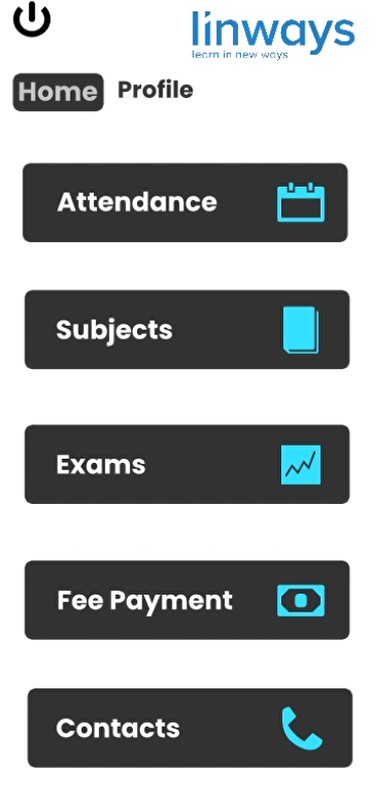 linways
learn in new ways
Home Profile
Attendance
Subjects
Exams
Fee Payment
Contacts